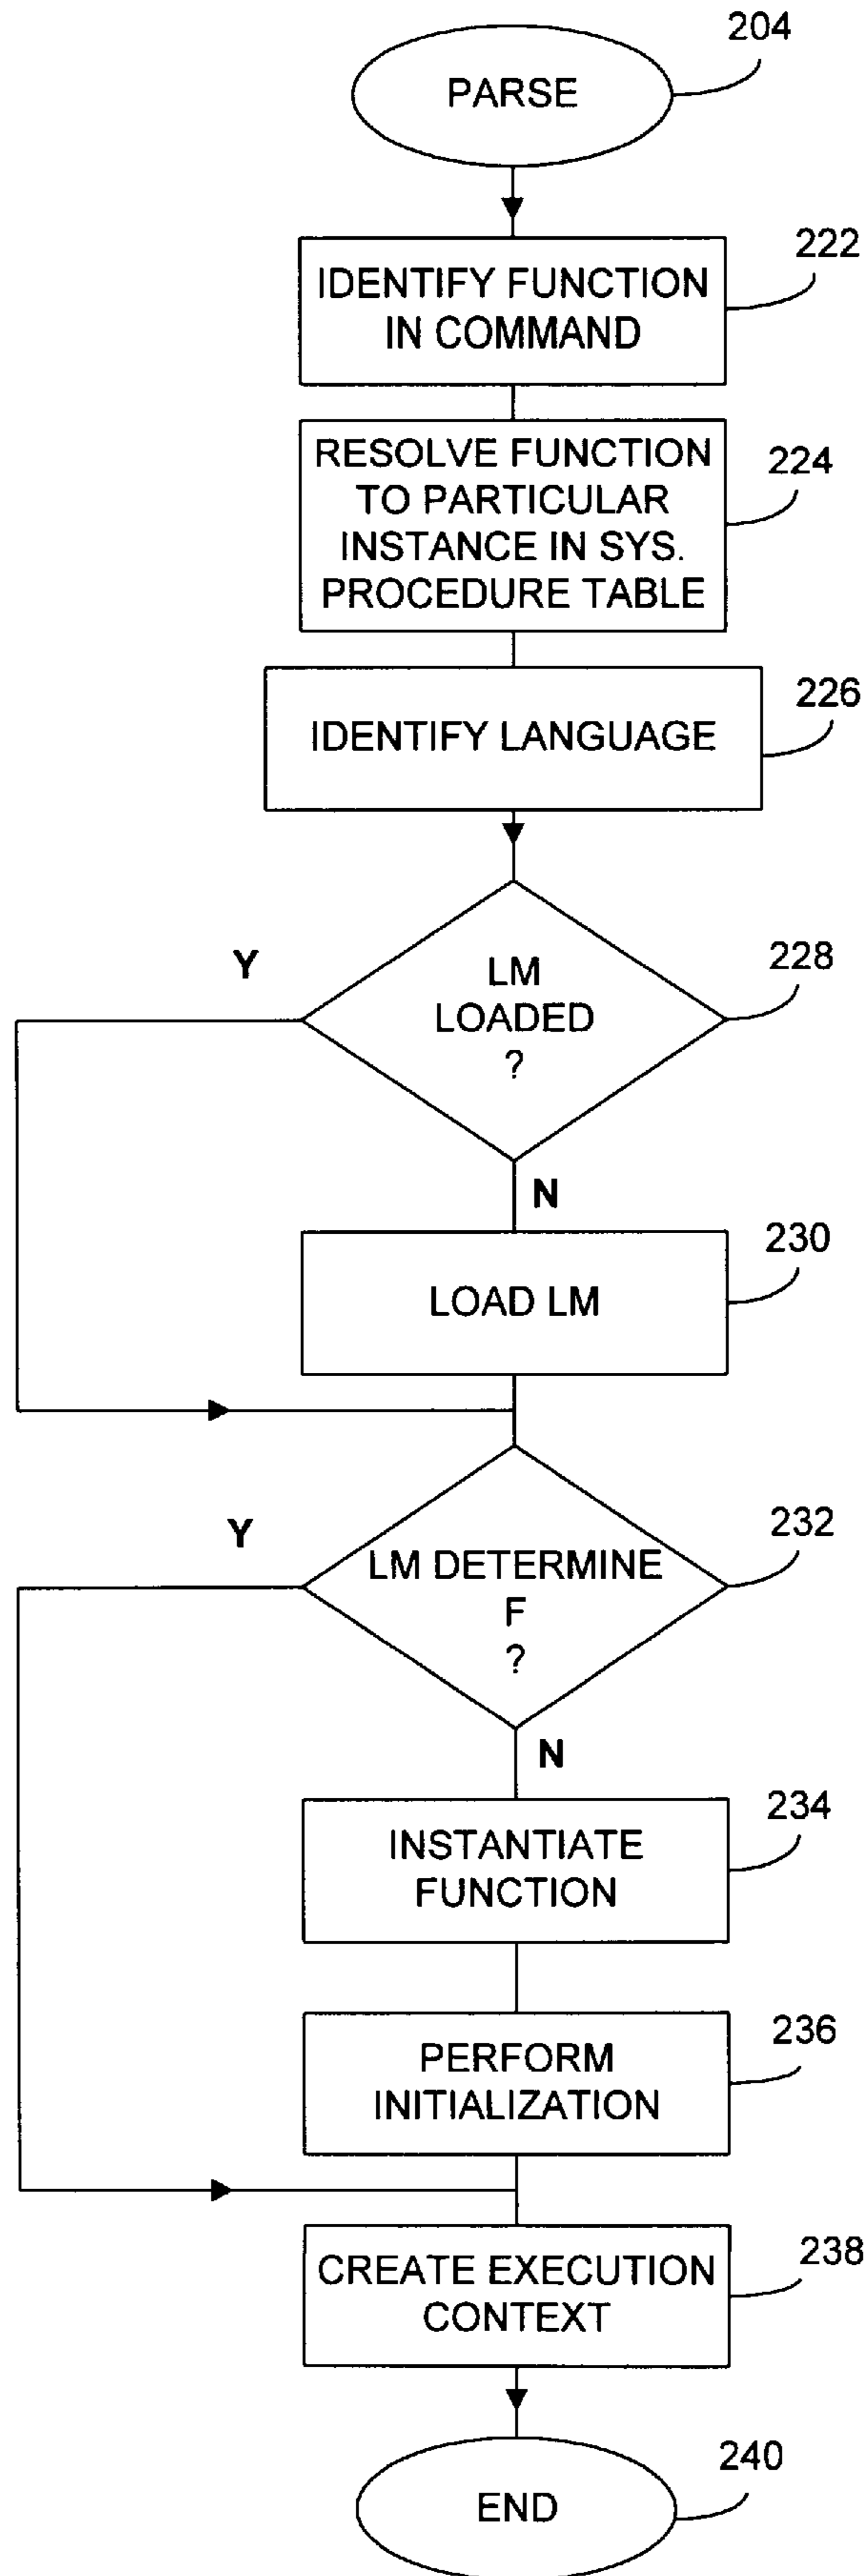 204
PARSE
222
IDENTIFY FUNCTION
IN COMMAND
224
RESOLVE FUNCTION
TO PARTICULAR
INSTANCE IN SYS.
PROCEDURE TABLE
226
IDENTIFY LANGUAGE
Y
228
LM
LOADED
?
N
230
LOAD LM
Y
232
LM DETERMINE
F
?
N
234
INSTANTIATE
FUNCTION
236
PERFORM
INITIALIZATION
238
CREATE EXECUTION
CONTEXT
240
END